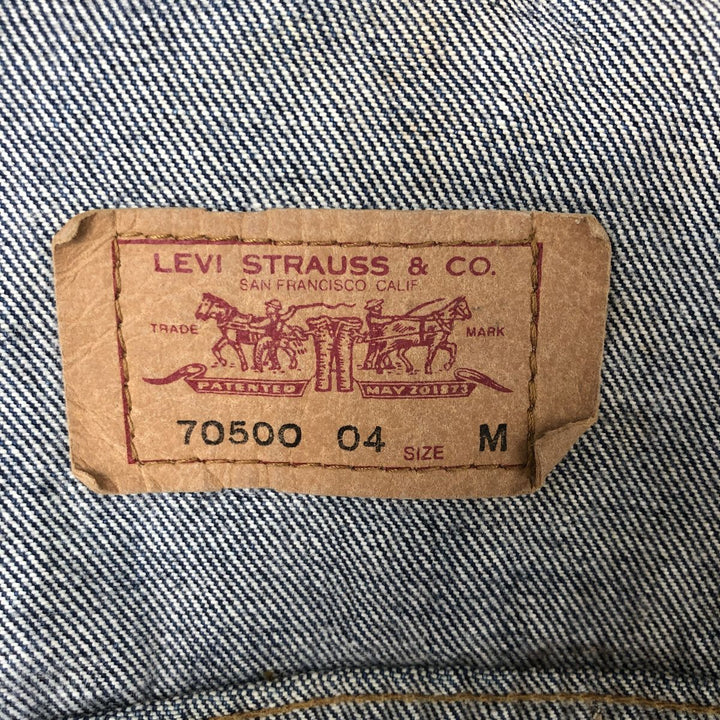 LEVI STRAUSS & CO.
SAN FRANCISCO, CALIF.
TRADE MARK
PATENTED MAY 20 1873
70500 04 SIZE M